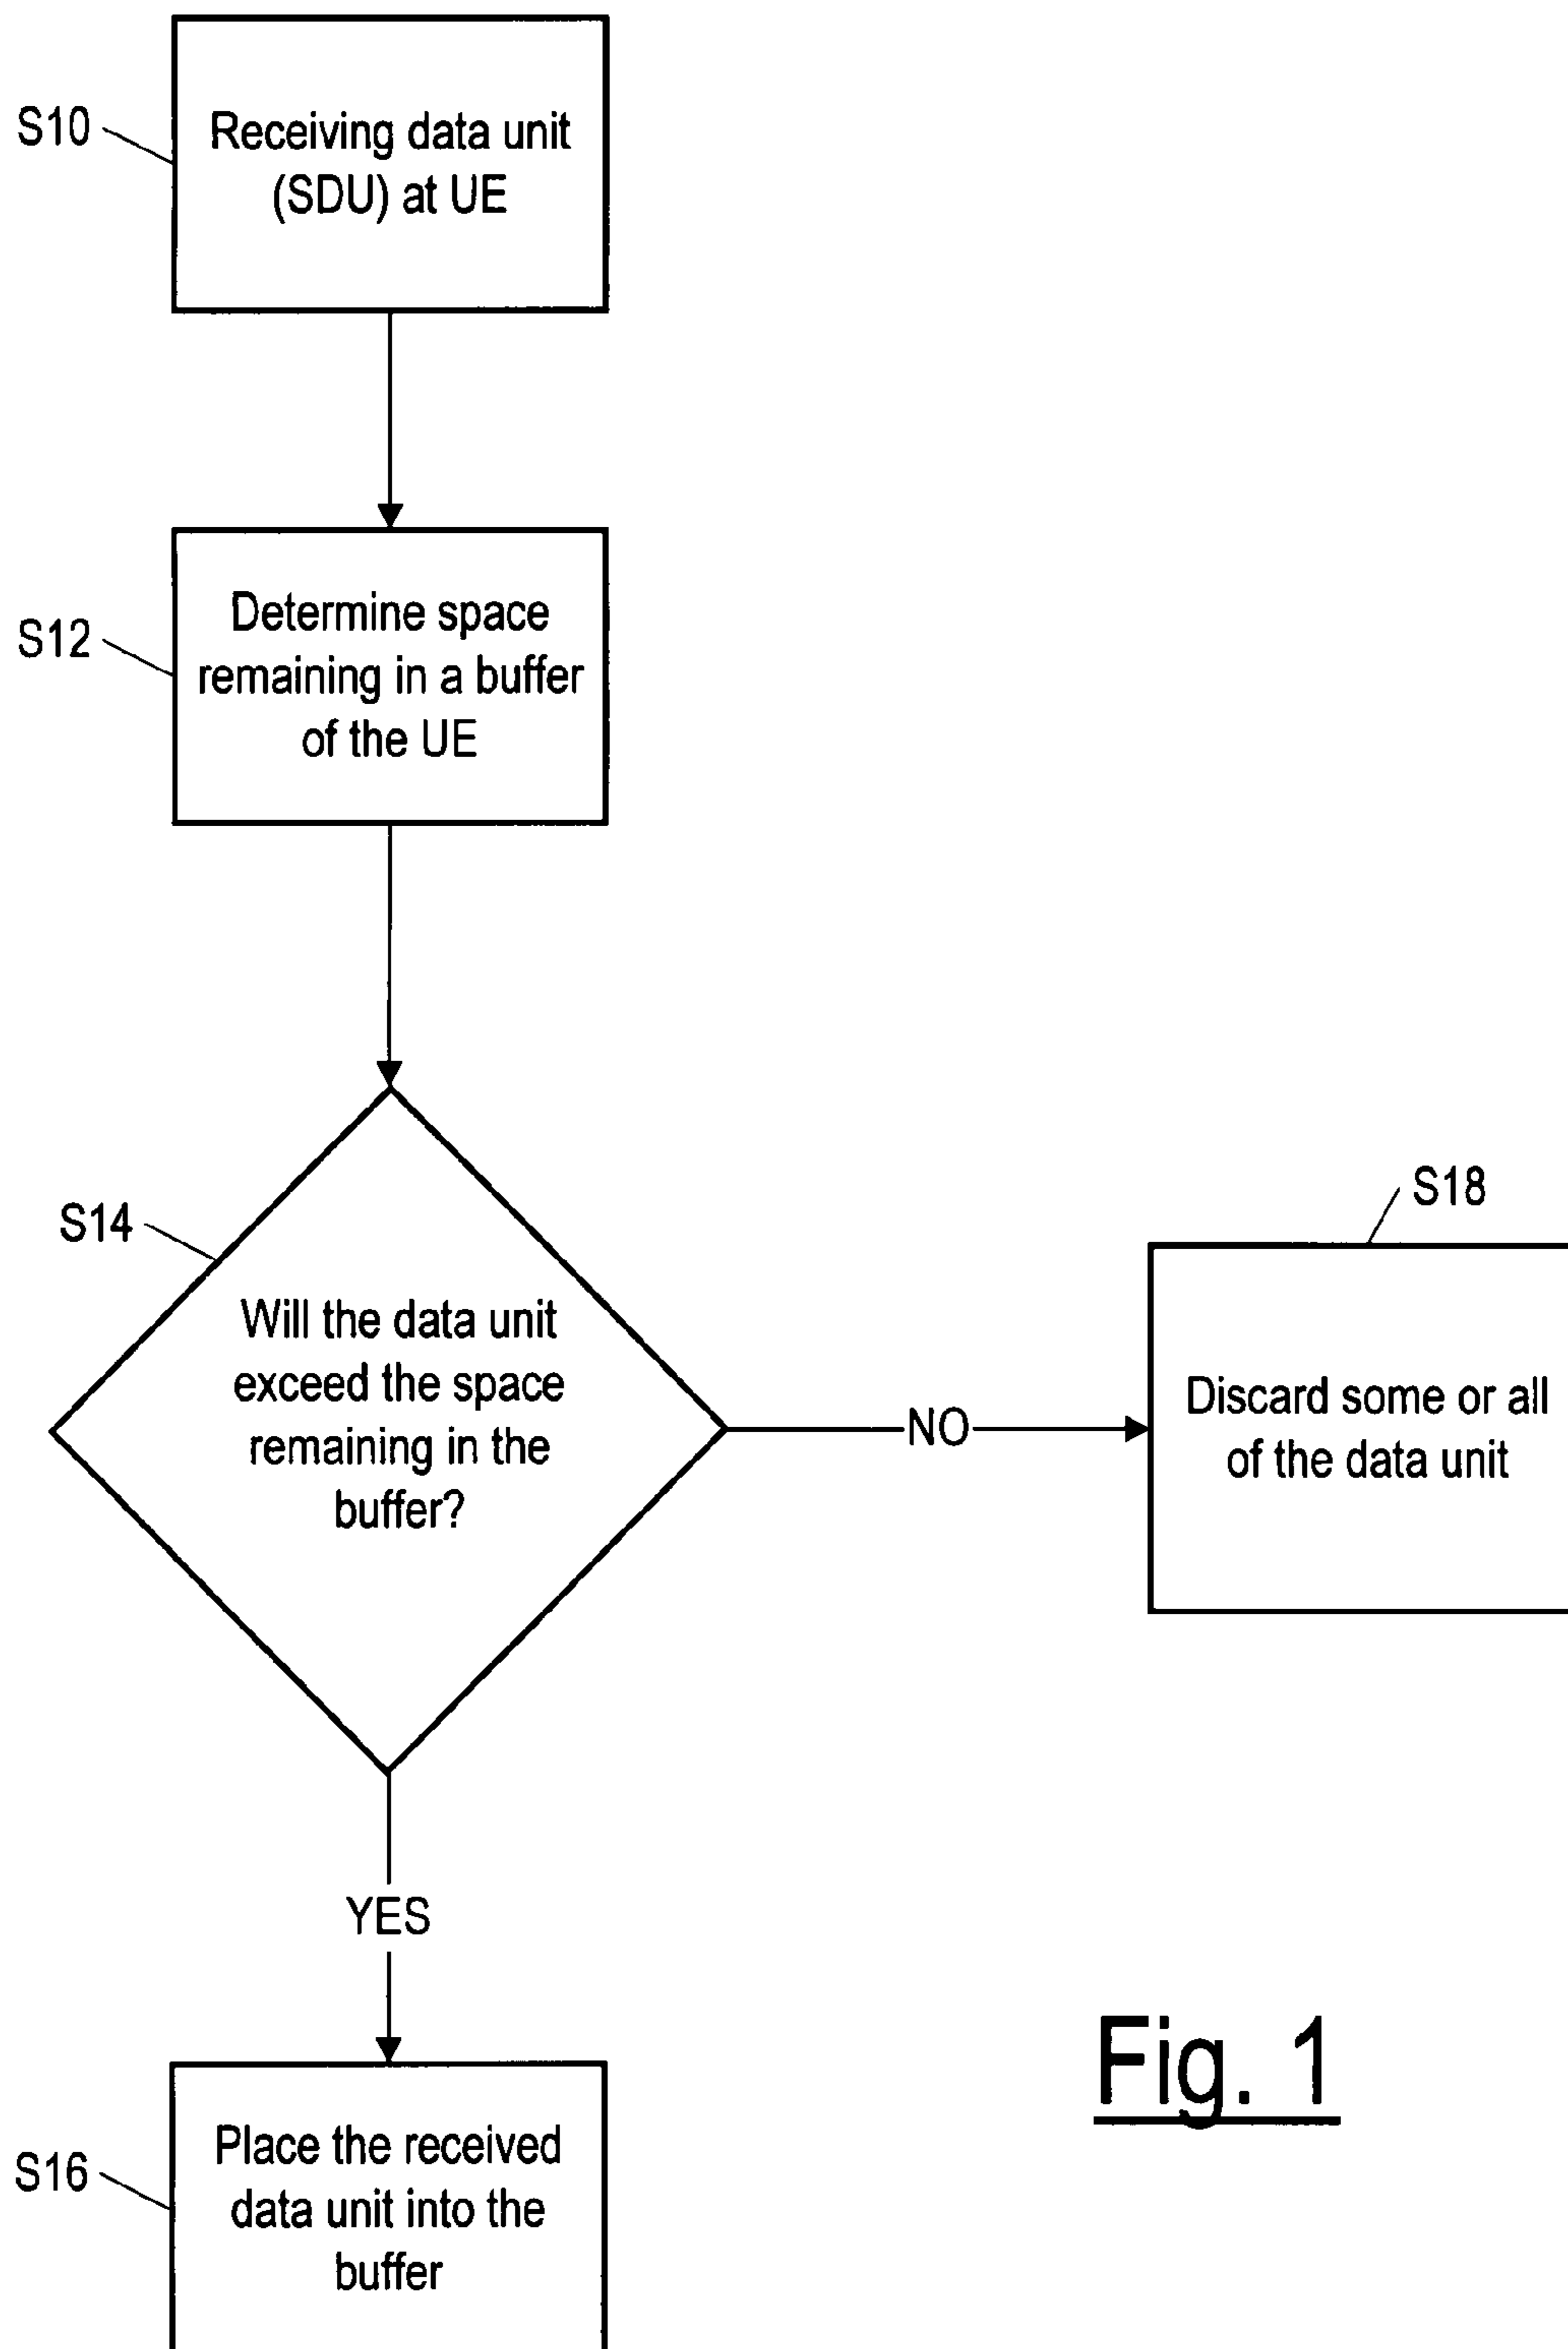 S10
Receiving data unit
(SDU) at UE
S12
Determine space
remaining in a buffer
of the UE
S14
Will the data unit
exceed the space
remaining in the
buffer?
NO
S18
Discard some or all
of the data unit
YES
S16
Place the received
data unit into the
buffer
Fig. 1